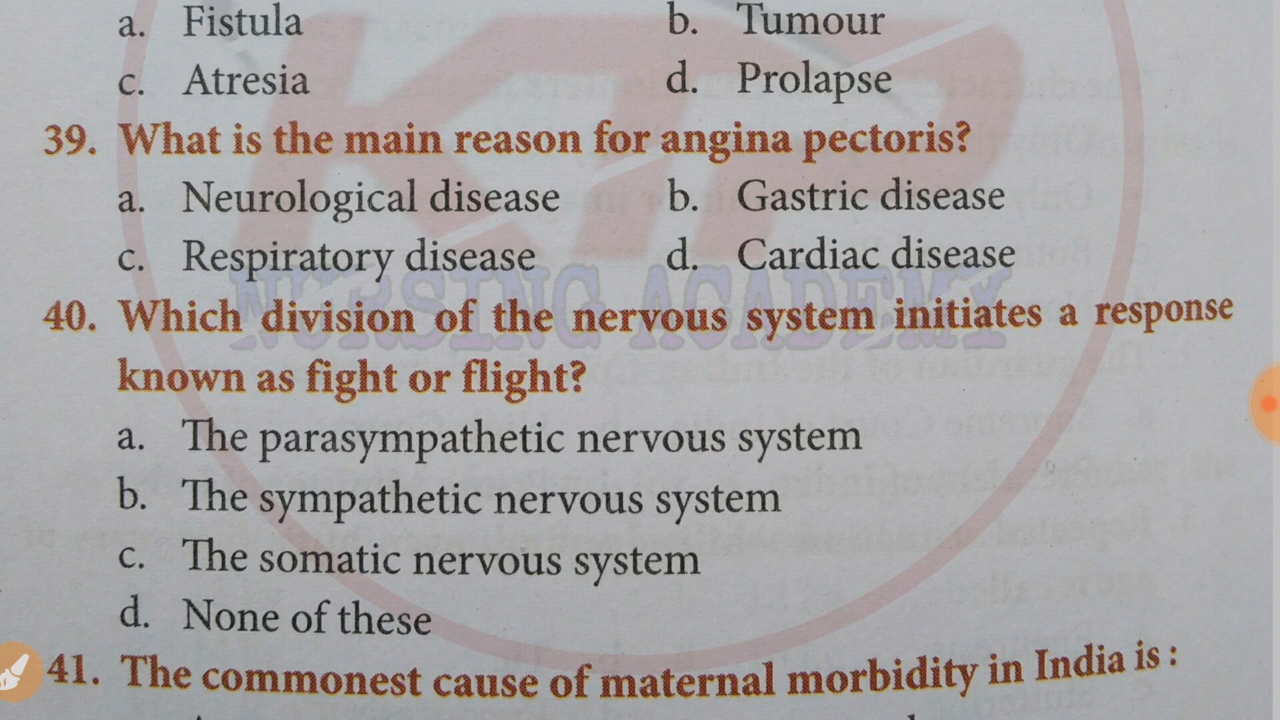 a. Fistula b. Tumour
c. Atresia d. Prolapse
39. What is the main reason for angina pectoris?
a. Neurological disease b. Gastric disease
c. Respiratory disease d. Cardiac disease
NURSING ACADEMY
40. Which division of the nervous system initiates a response
known as fight or flight?
a. The parasympathetic nervous system
b. The sympathetic nervous system
c. The somatic nervous system
d. None of these
41. The commonest cause of maternal morbidity in India is :